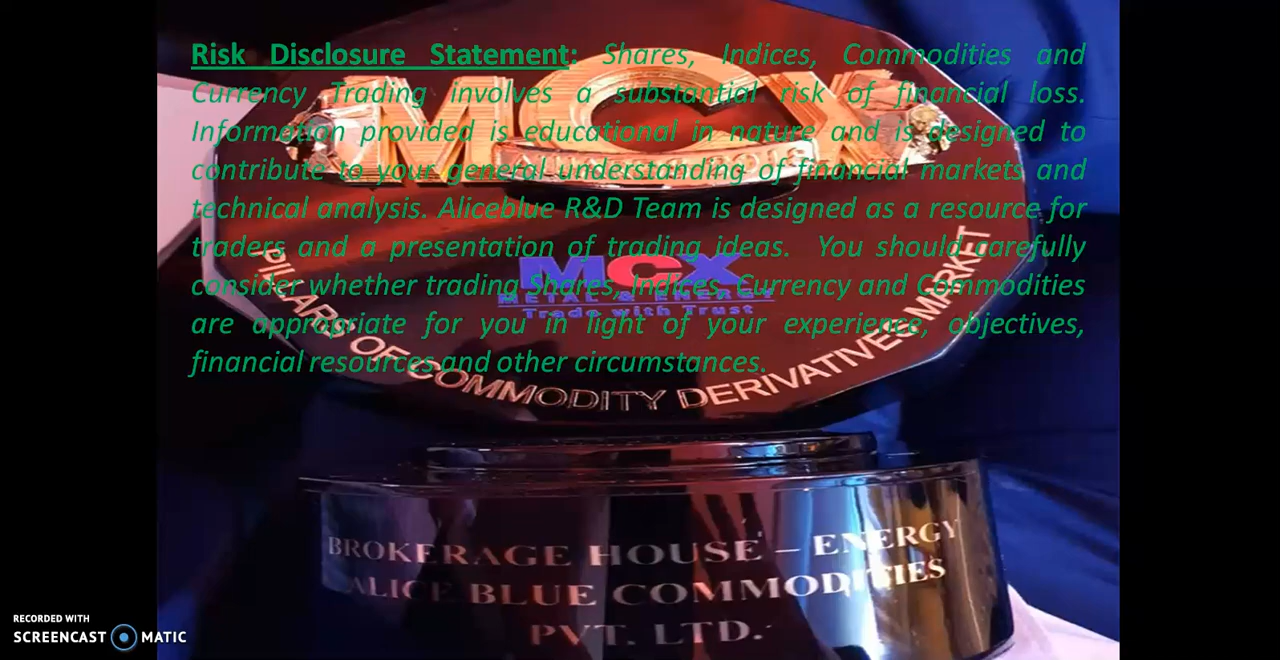 Risk Disclosure Statement: Shares, Indices, Commodities and
Currency Trading involves a substantial risk of financial loss.
Information provided is educational in nature and is designed to
contribute to your general understanding of financial markets and
technical analysis. Aliceblue R&D Team is designed as a resource for
traders and a presentation of trading ideas. You should carefully
consider whether trading Shares, Indices, Currency and Commodities
are appropriate for you in light of your experience, objectives,
financial resources and other circumstances.
MCX
MCX
METAL & ENERGY
Trade with Trust
PILLARS OF COMMODITY DERIVATIVES MARKET
BROKERAGE HOUSE – ENERGY
ALICE BLUE COMMODITIES
PVT. LTD.
RECORDED WITH
SCREENCAST MATIC